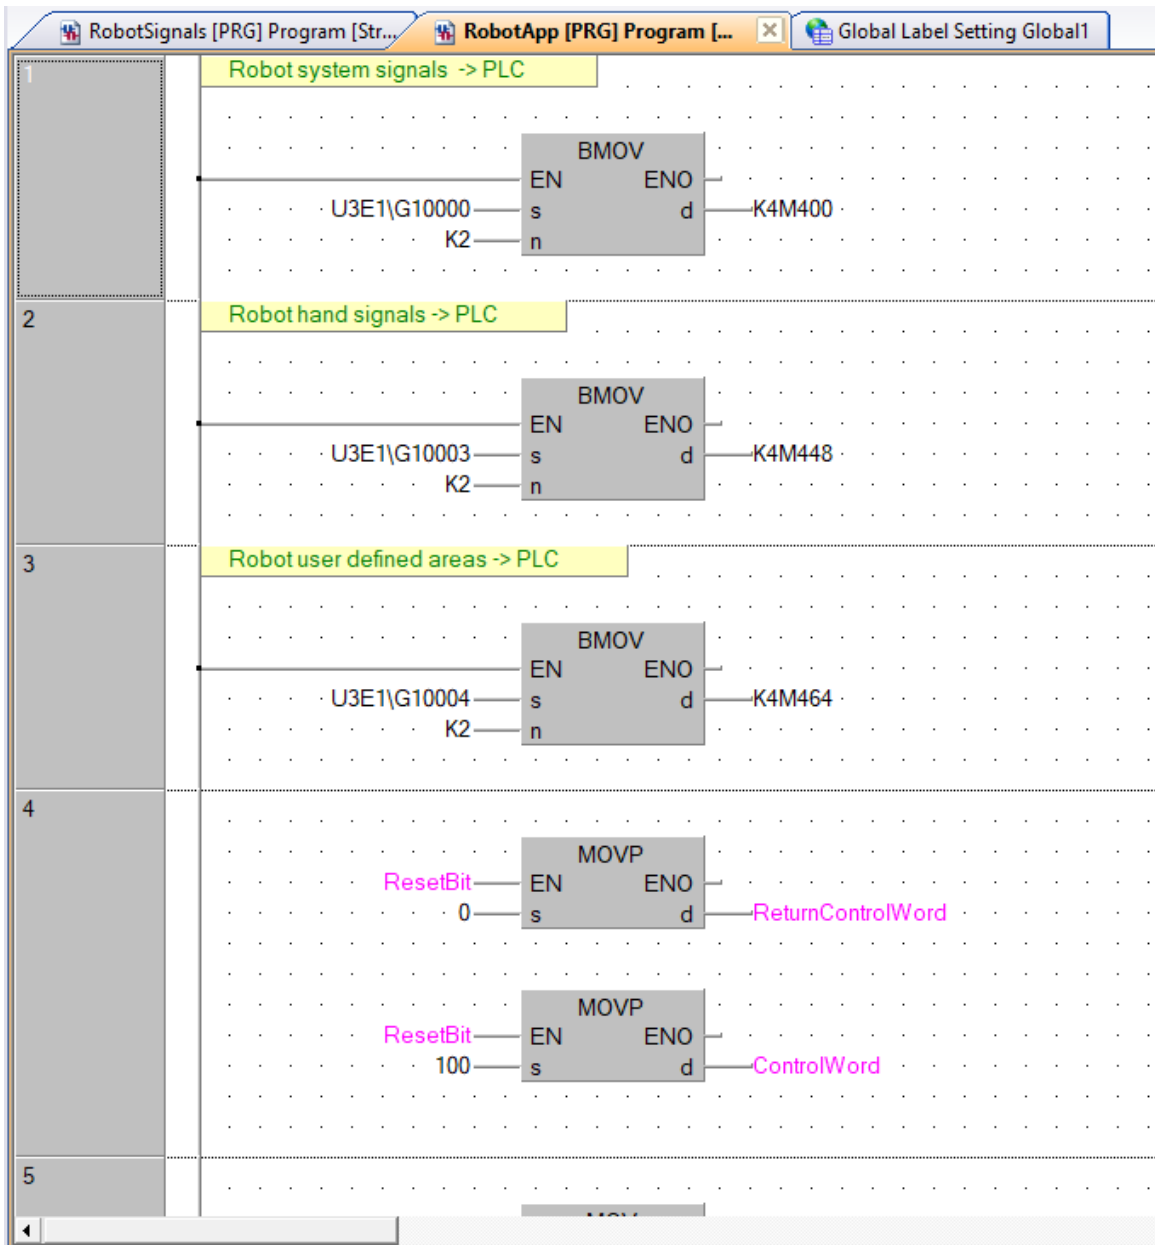 RobotSignals [PRG] Program [Str... RobotApp [PRG] Program [... Global Label Setting Global1
1
Robot system signals -> PLC
BMOV
EN ENO
U3E1\G10000 s d K4M400
K2 n
2
Robot hand signals -> PLC
BMOV
EN ENO
U3E1\G10003 s d K4M448
K2 n
3
Robot user defined areas -> PLC
BMOV
EN ENO
U3E1\G10004 s d K4M464
K2 n
4
MOVP
ResetBit EN ENO
0 s d ReturnControlWord
MOVP
ResetBit EN ENO
100 s d ControlWord
5